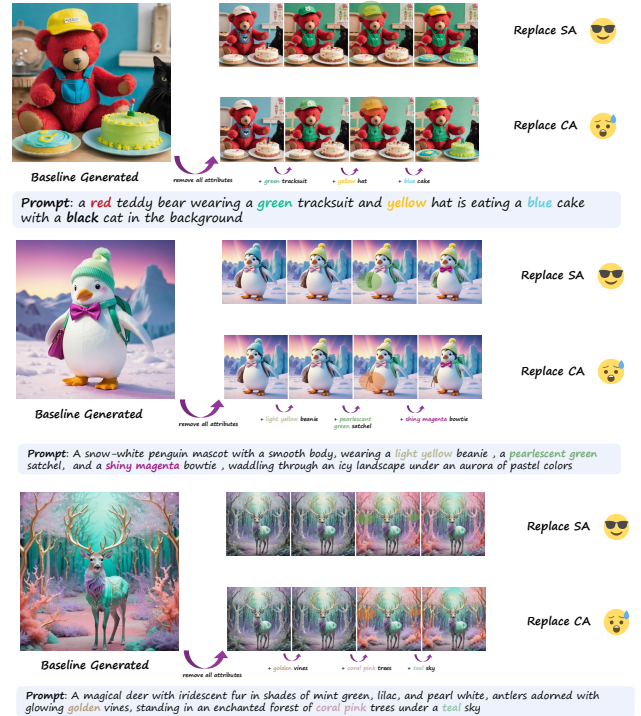 Replace SA
Replace CA
Baseline Generated
remove all attributes
+ green tracksuit
+ yellow hat
+ blue cake
Prompt: a red teddy bear wearing a green tracksuit and yellow hat is eating a blue cake
with a black cat in the background
Replace SA
Replace CA
Baseline Generated
remove all attributes
+ light yellow beanie
+ pearlescent
green satchel
+ shiny magenta bowtie
Prompt: A snow-white penguin mascot with a smooth body, wearing a light yellow beanie , a pearlescent green
satchel, and a shiny magenta bowtie , waddling through an icy landscape under an aurora of pastel colors
Replace SA
Replace CA
Baseline Generated
remove all attributes
+ golden vines
+ coral pink trees
+ teal sky
Prompt: A magical deer with iridescent fur in shades of mint green, lilac, and pearl white, antlers adorned with
glowing golden vines, standing in an enchanted forest of coral pink trees under a teal sky